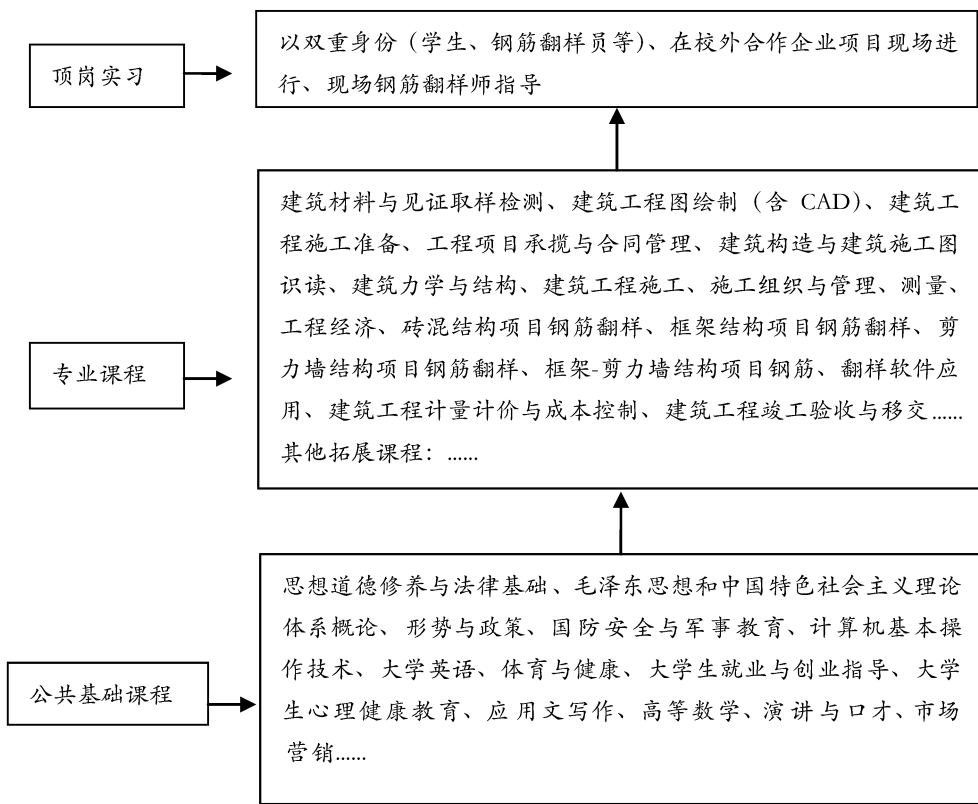 顶岗实习
以双重身份（学生、钢筋翻样员等）、在校外合作企业项目现场进
行、现场钢筋翻样师指导
专业课程
建筑材料与见证取样检测、建筑工程图绘制（含 CAD）、建筑工
程施工准备、工程项目承揽与合同管理、建筑构造与建筑施工图
识读、建筑力学与结构、建筑工程施工、施工组织与管理、测量、
工程经济、砖混结构项目钢筋翻样、框架结构项目钢筋翻样、剪
力墙结构项目钢筋翻样、框架-剪力墙结构项目钢筋、翻样软件应
用、建筑工程计量计价与成本控制、建筑工程竣工验收与移交......
其他拓展课程：......
公共基础课程
思想道德修养与法律基础、毛泽东思想和中国特色社会主义理论
体系概论、形势与政策、国防安全与军事教育、计算机基本操
作技术、大学英语、体育与健康、大学生就业与创业指导、大学
生心理健康教育、应用文写作、高等数学、演讲与口才、市场
营销......